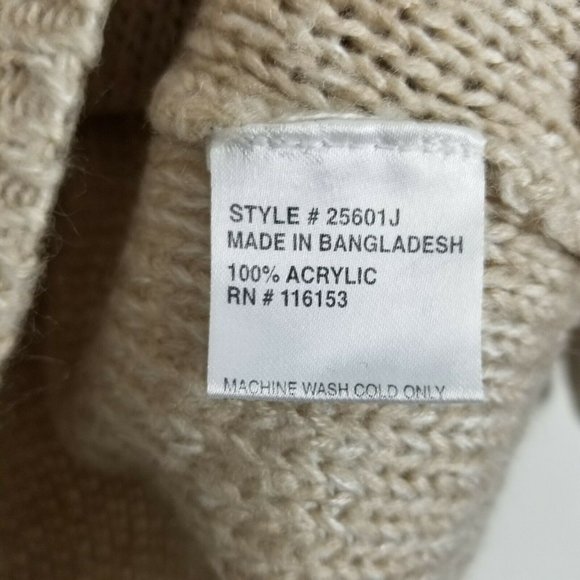 STYLE # 25601J
MADE IN BANGLADESH
100% ACRYLIC
RN # 116153
MACHINE WASH COLD ONLY